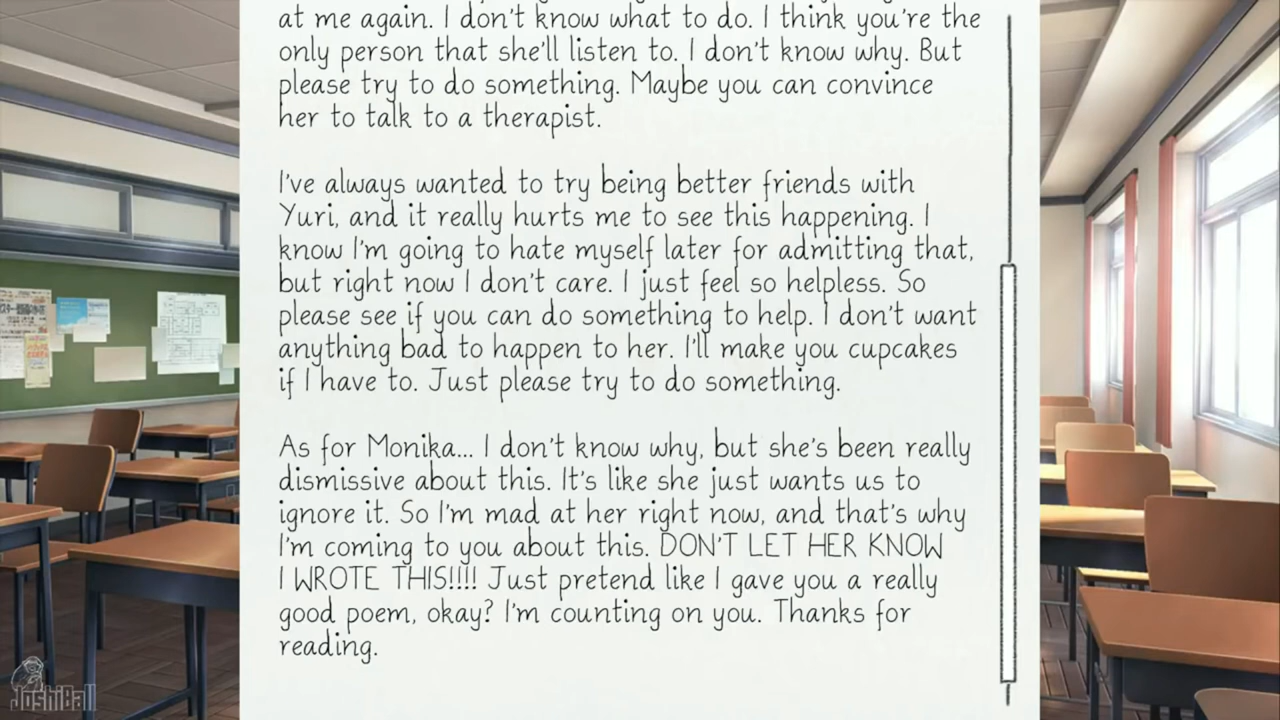 at me again. I don't know what to do. I think you're the
only person that she'll listen to. I don't know why. But
please try to do something. Maybe you can convince
her to talk to a therapist.
I've always wanted to try being better friends with
Yuri, and it really hurts me to see this happening. I
know I'm going to hate myself later for admitting that,
but right now I don't care. I just feel so helpless. So
please see if you can do something to help. I don't want
anything bad to happen to her. I'll make you cupcakes
if I have to. Just please try to do something.
As for Monika... I don't know why, but she's been really
dismissive about this. It's like she just wants us to
ignore it. So I'm mad at her right now, and that's why
I'm coming to you about this. DON'T LET HER KNOW
I WROTE THIS!!!! Just pretend like I gave you a really
good poem, okay? I'm counting on you. Thanks for
reading.
JoshiBall